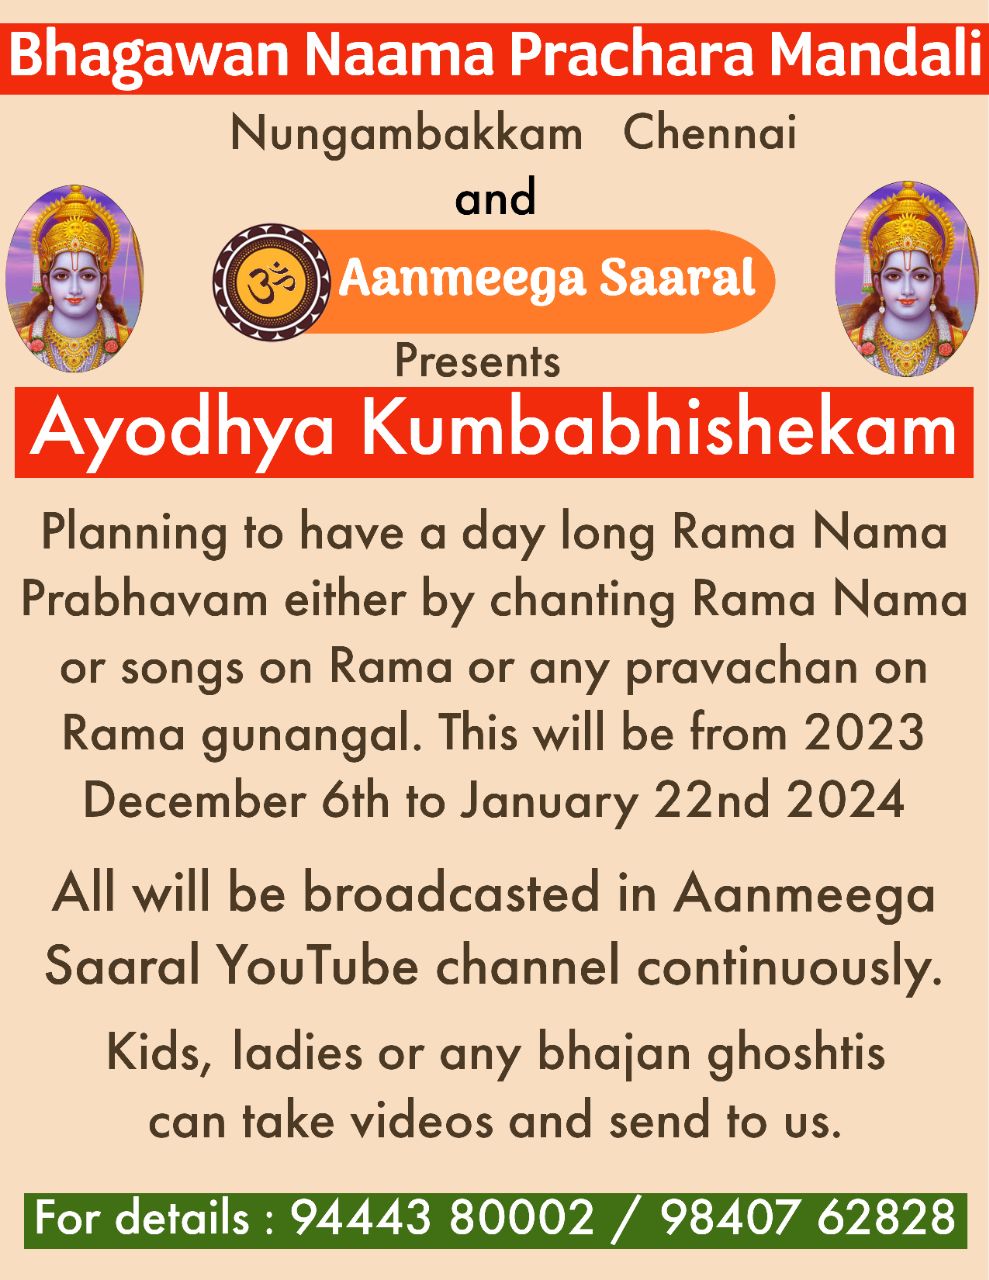 Bhagawan Naama Prachara Mandali
Nungambakkam Chennai
and
ॐ Aanmeega Saaral
Presents
Ayodhya Kumbabhishekam
Planning to have a day long Rama Nama
Prabhavam either by chanting Rama Nama
or songs on Rama or any pravachan on
Rama gunangal. This will be from 2023
December 6th to January 22nd 2024
All will be broadcasted in Aanmeega
Saaral YouTube channel continuously.
Kids, ladies or any bhajan ghoshtis
can take videos and send to us.
For details : 94443 80002 / 98407 62828